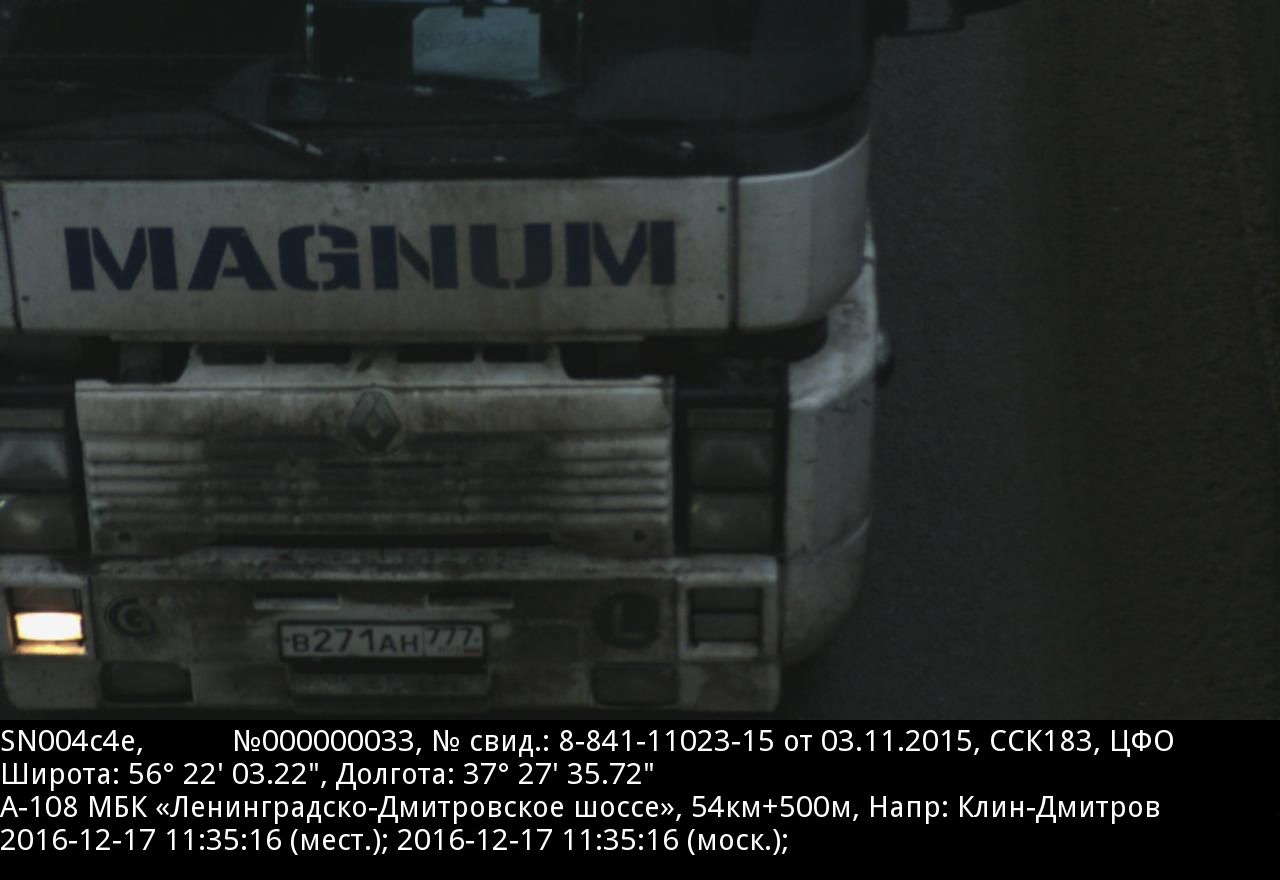 MAGNUM
G L
В271АН 777
SN004c4e, №000000033, № свид.: 8-841-11023-15 от 03.11.2015, ССК183, ЦФО
Широта: 56° 22' 03.22", Долгота: 37° 27' 35.72"
А-108 МБК «Ленинградско-Дмитровское шоссе», 54км+500м, Напр: Клин-Дмитров
2016-12-17 11:35:16 (мест.); 2016-12-17 11:35:16 (моск.);